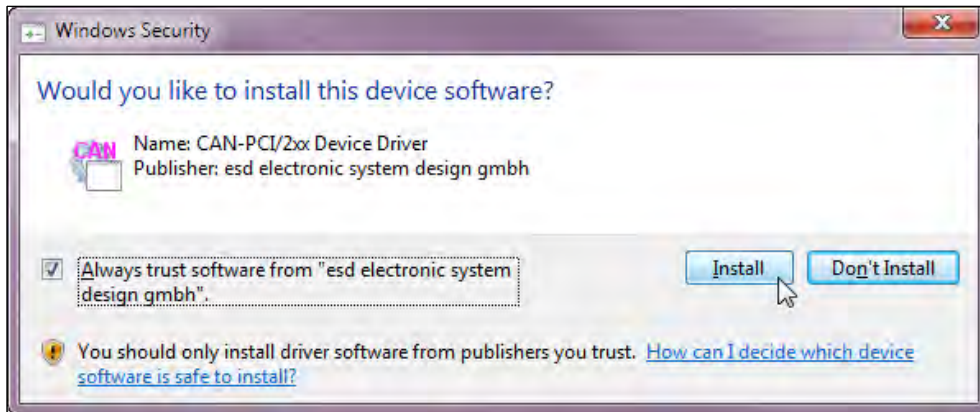 Windows Security
Would you like to install this device software?
CAN
Name: CAN-PCI/2xx Device Driver
Publisher: esd electronic system design gmbh
Always trust software from "esd electronic system
design gmbh".
Install
Don't Install
You should only install driver software from publishers you trust. How can I decide which device
software is safe to install?